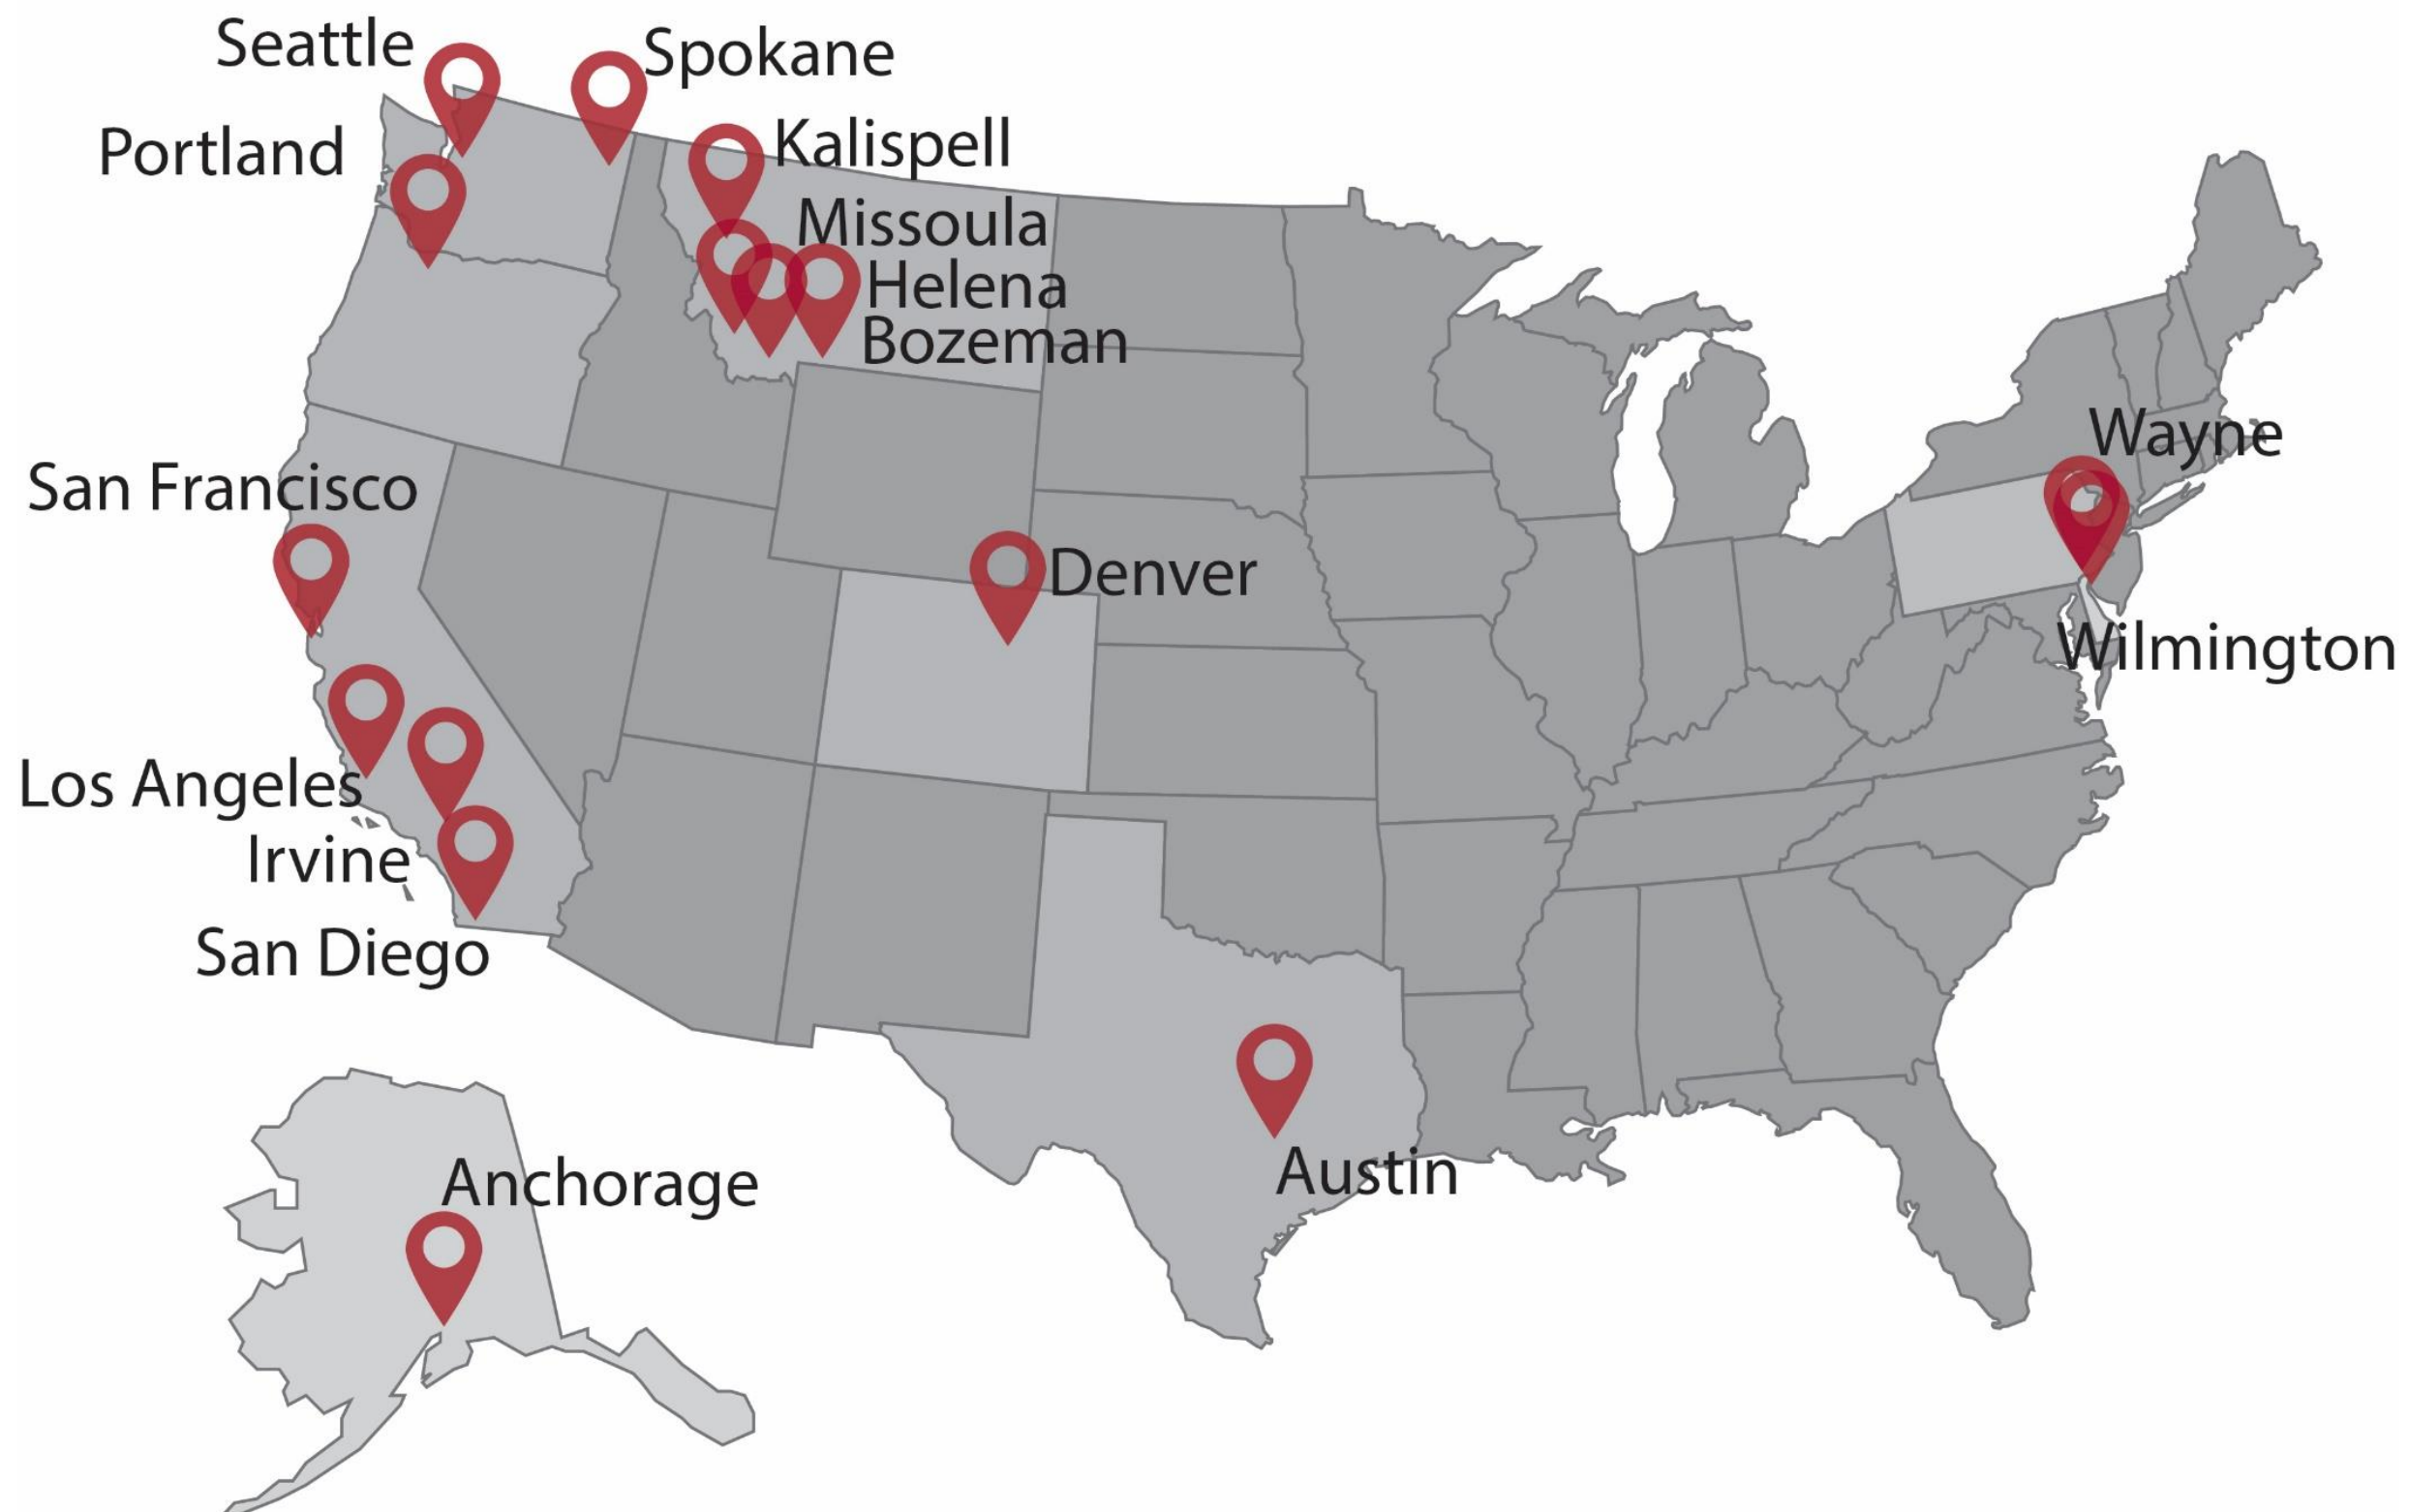 Seattle
Spokane
Portland
Kalispell
Missoula
Helena
Bozeman
Wayne
San Francisco
Denver
Wilmington
Los Angeles
Irvine
San Diego
Austin
Anchorage